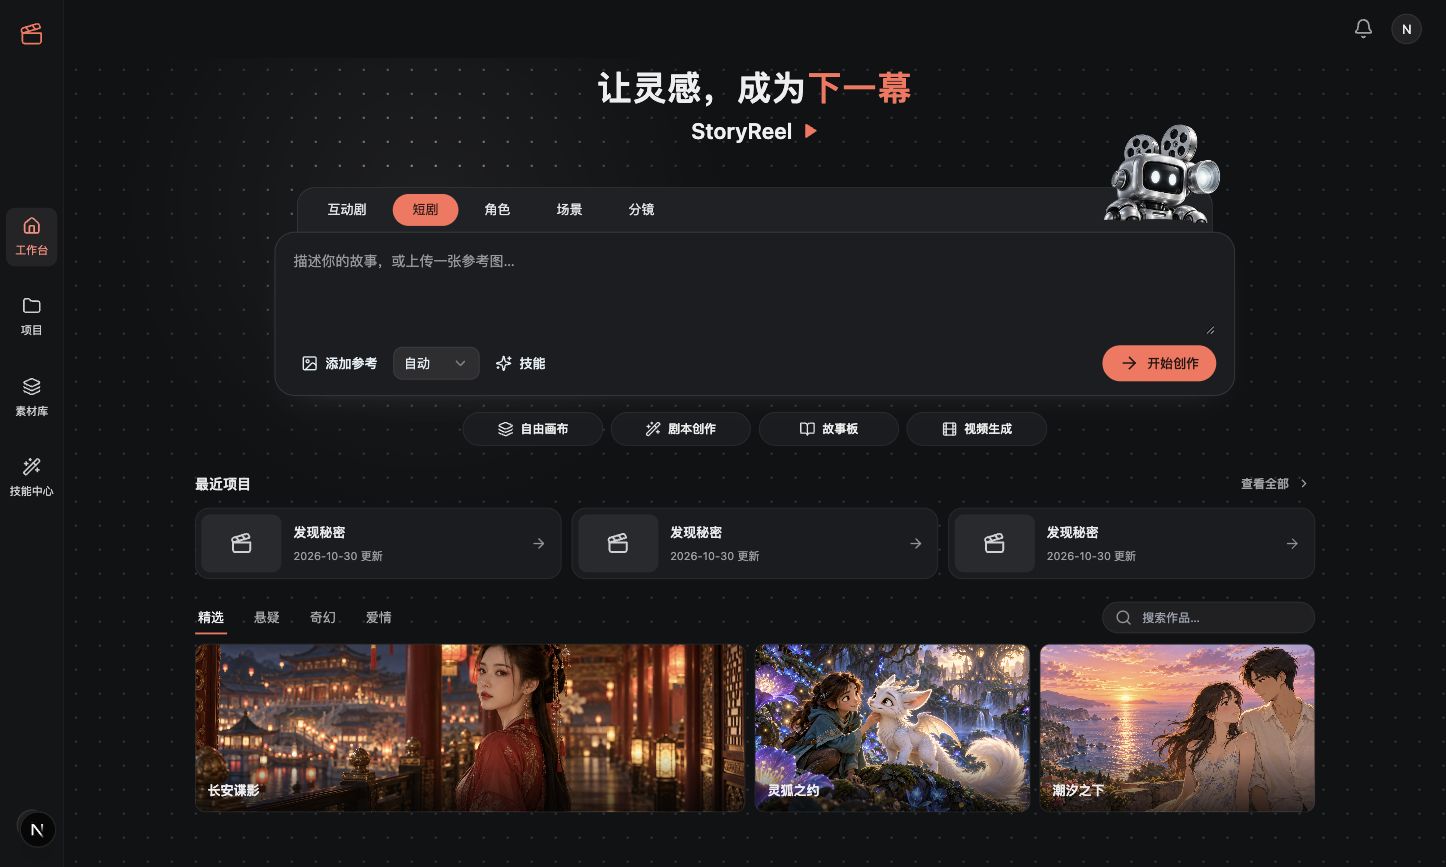 N
让灵感，成为下一幕
StoryReel
互动剧 短剧 角色 场景 分镜
描述你的故事，或上传一张参考图...
添加参考 自动 技能 开始创作
自由画布 剧本创作 故事板 视频生成
工作台
项目
素材库
技能中心
最近项目 查看全部
发现秘密 发现秘密 发现秘密
2026-10-30 更新 2026-10-30 更新 2026-10-30 更新
精选 悬疑 奇幻 爱情 搜索作品...
长安谍影 灵狐之约 潮汐之下
N